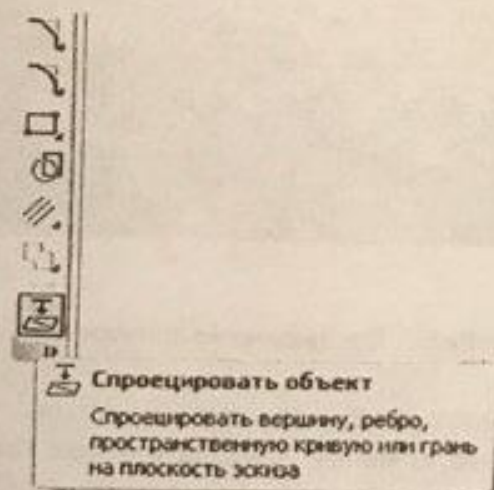 Спроецировать объект
Спроецировать вершину, ребро,
пространственную кривую или грань
на плоскость эскиза